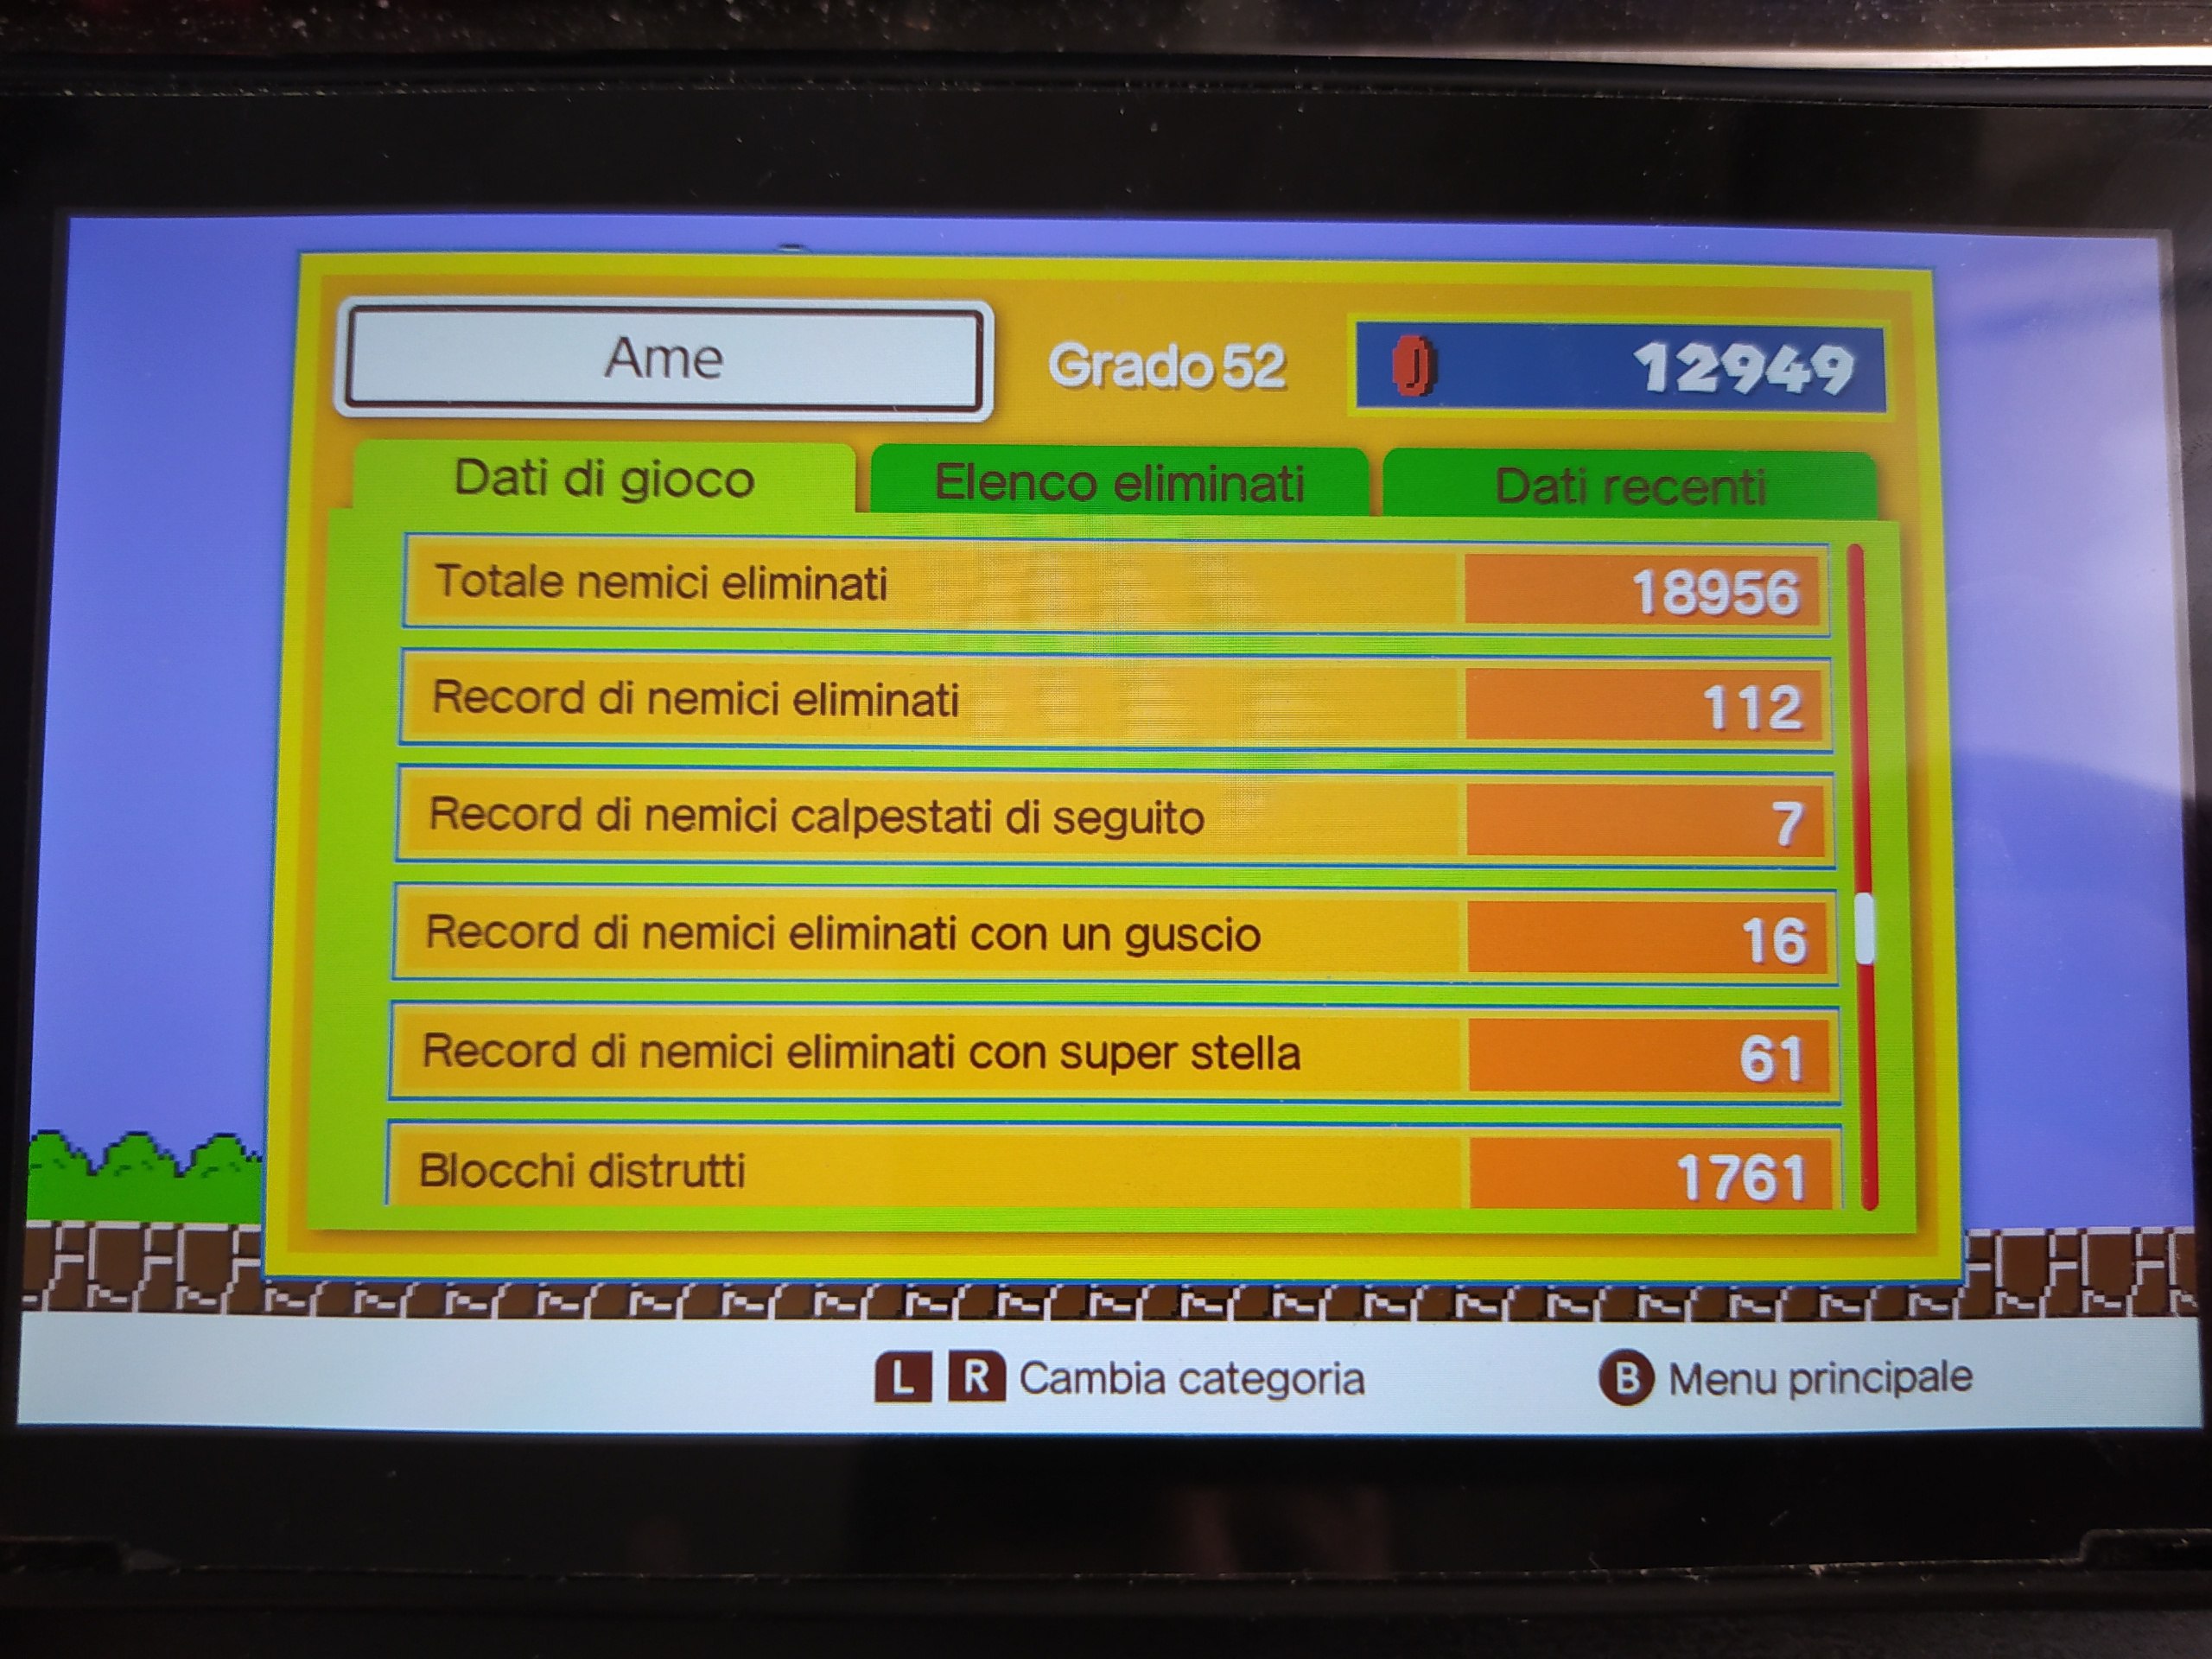 Ame
Grado 52
12949
Dati di gioco
Elenco eliminati
Dati recenti
Totale nemici eliminati 18956
Record di nemici eliminati 112
Record di nemici calpestati di seguito 7
Record di nemici eliminati con un guscio 16
Record di nemici eliminati con super stella 61
Blocchi distrutti 1761
L R Cambia categoria
B Menu principale